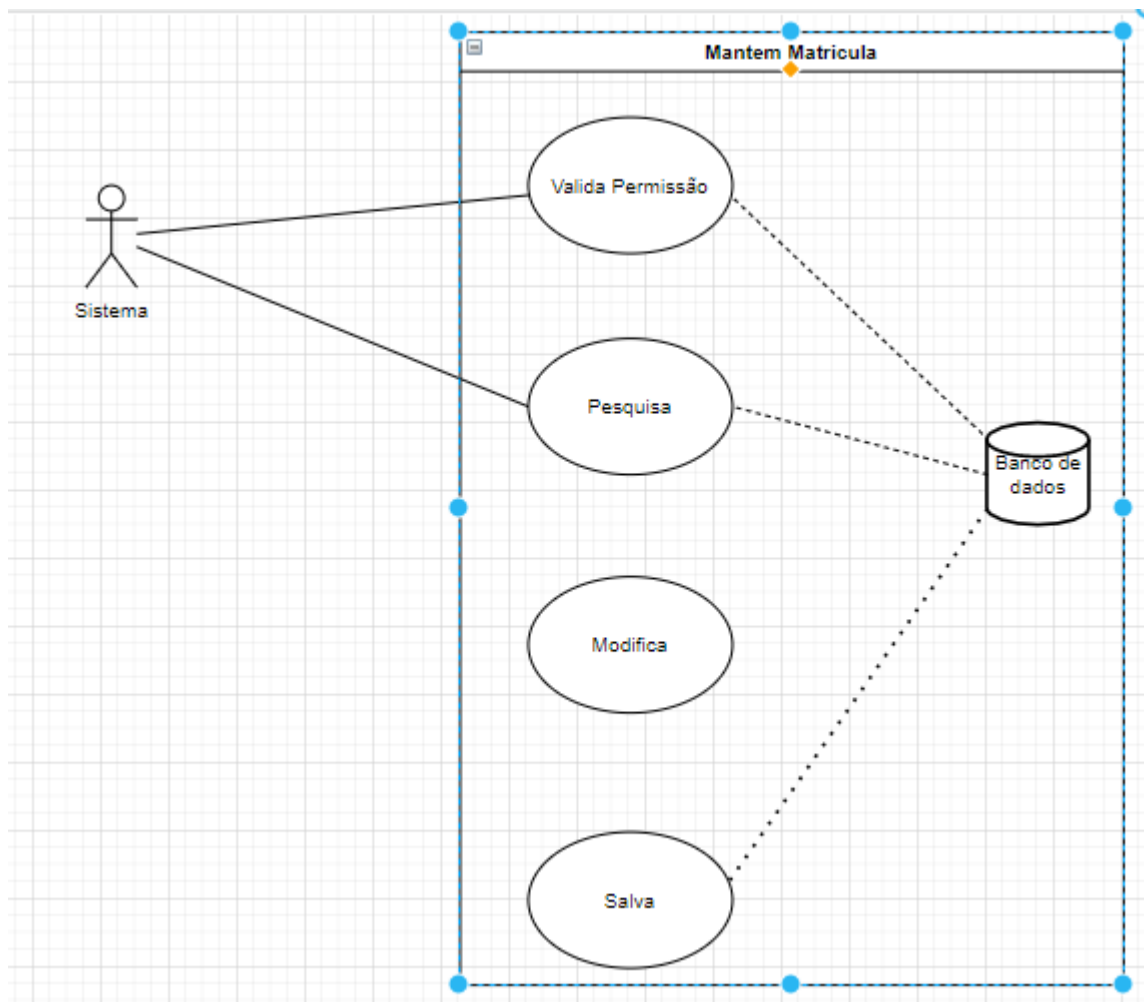 Mantem Matricula
Valida Permissão
Sistema
Pesquisa
Banco de
dados
Modifica
Salva